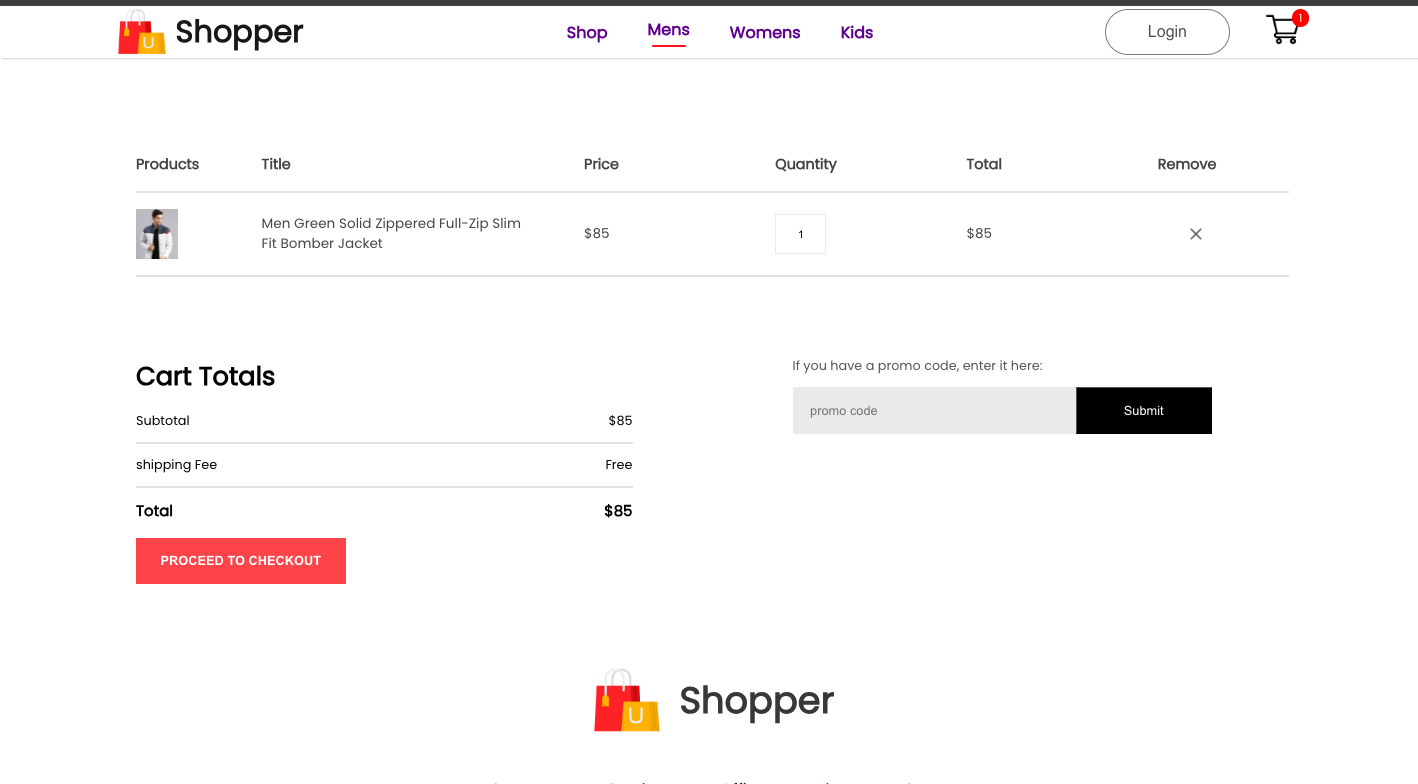 Shopper
Shop Mens Womens Kids Login 1
Products Title Price Quantity Total Remove
Men Green Solid Zippered Full-Zip Slim
Fit Bomber Jacket
$85 1 $85
Cart Totals
Subtotal $85
shipping Fee Free
Total $85
PROCEED TO CHECKOUT
If you have a promo code, enter it here:
promo code Submit
U
Shopper